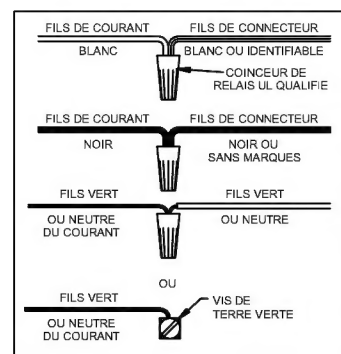 FILS DE COURANT FILS DE CONNECTEUR
BLANC BLANC OU IDENTIFIABLE
COINCEUR DE
RELAIS UL QUALIFIE
FILS DE COURANT FILS DE CONNECTEUR
NOIR NOIR OU
SANS MARQUES
FILS VERT FILS VERT
OU NEUTRE OU NEUTRE
DU COURANT
OU
FILS VERT VIS DE
TERRE VERTE
OU NEUTRE
DU COURANT